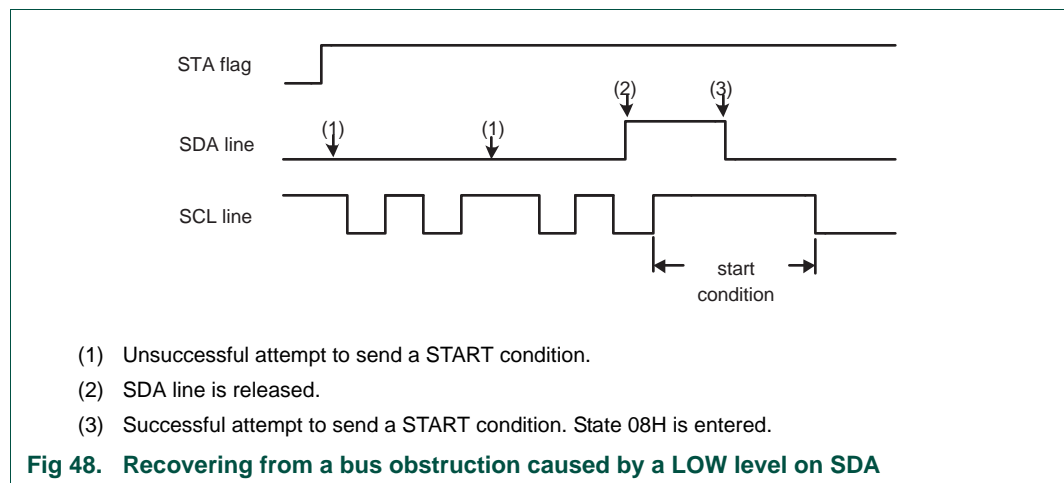 STA flag
(2) (3)
(1) (1)
SDA line
SCL line
start
condition
(1) Unsuccessful attempt to send a START condition.
(2) SDA line is released.
(3) Successful attempt to send a START condition. State 08H is entered.
Fig 48. Recovering from a bus obstruction caused by a LOW level on SDA